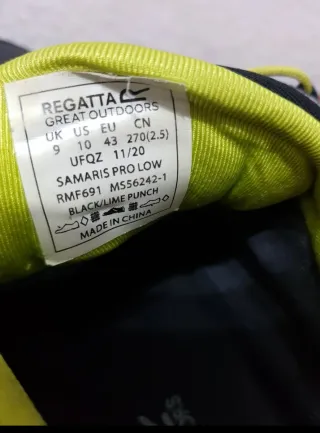 REGATTA
GREAT OUTDOORS
UK US EU CN
9 10 43 270(2.5)
UFQZ 11/20
SAMARIS PRO LOW
RMF691 MS56242-1
BLACK/LIME PUNCH
MADE IN CHINA